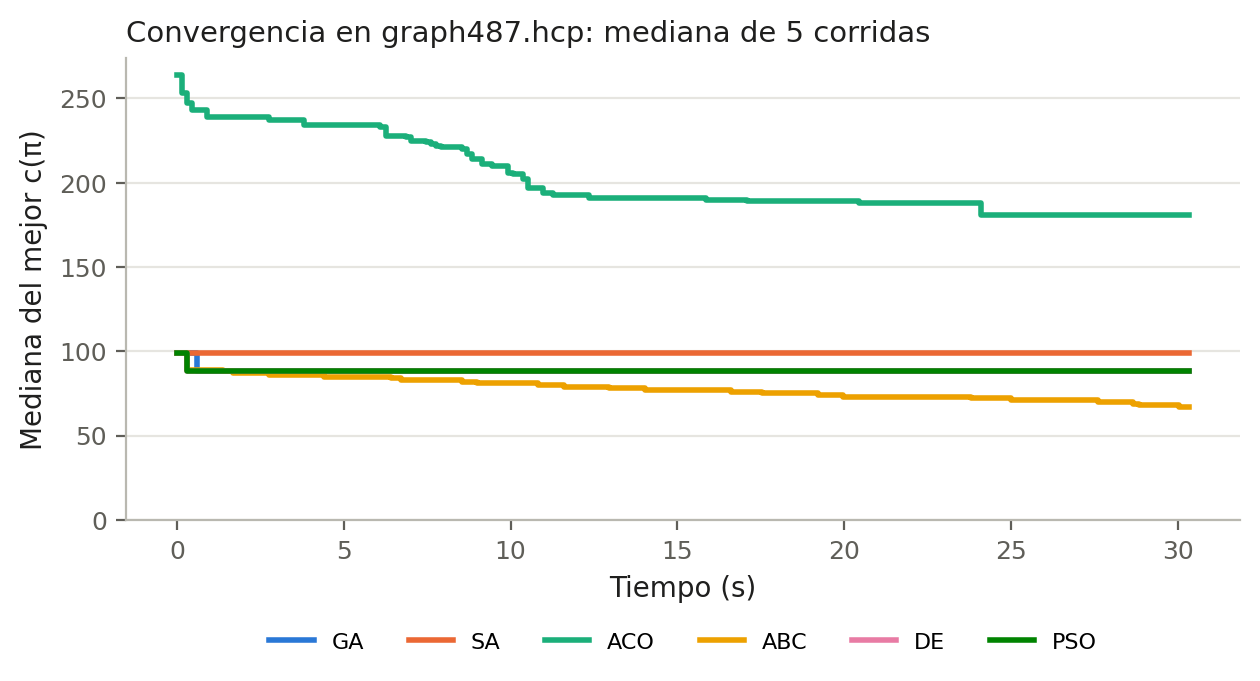 Convergencia en graph487.hcp: mediana de 5 corridas
Mediana del mejor c(π)
250
200
150
100
50
0
0 5 10 15 20 25 30
Tiempo (s)
GA SA ACO ABC DE PSO